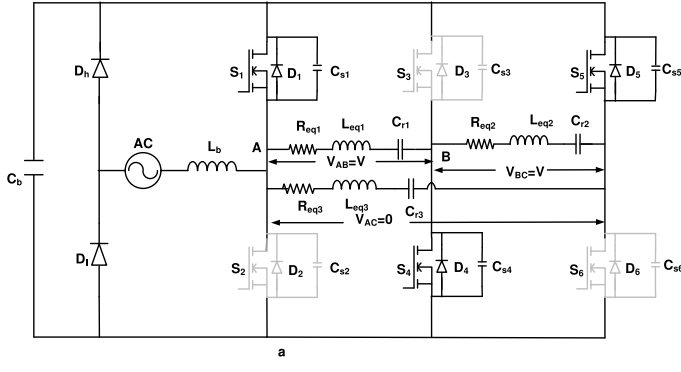 S1 D1 Cs1
S3 D3 Cs3
S5 D5 Cs5
Dh
AC
Lb
A
Req1 Leq1 Cr1
VAB=V
B
Req2 Leq2 Cr2
VBC=V
Cb
Req3 Leq3 Cr3
VAC=0
Dl
S2 D2 Cs2
S4 D4 Cs4
S6 D6 Cs6
a